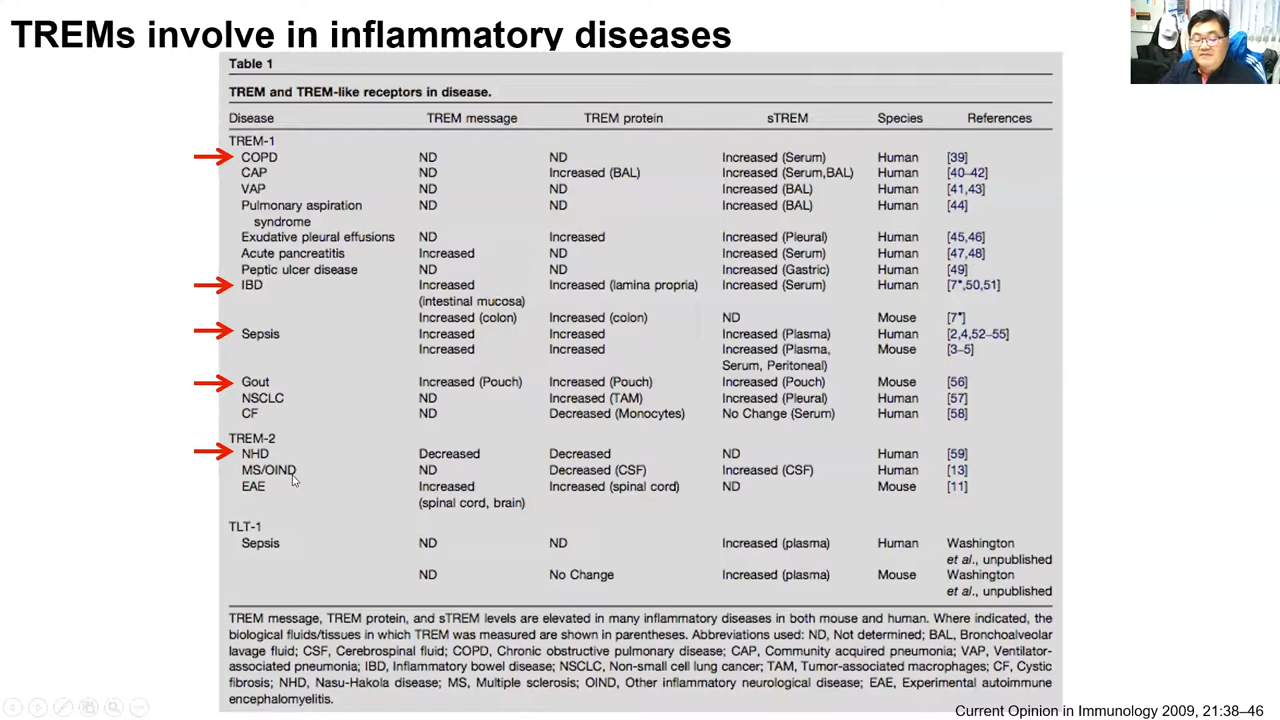 TREMs involve in inflammatory diseases
Table 1
TREM and TREM-like receptors in disease.
Disease TREM message TREM protein sTREM Species References
TREM-1
COPD ND ND Increased (Serum) Human [39]
CAP ND Increased (BAL) Increased (Serum,BAL) Human [40–42]
VAP ND ND Increased (BAL) Human [41,43]
Pulmonary aspiration ND ND Increased (BAL) Human [44]
syndrome
Exudative pleural effusions ND Increased Increased (Pleural) Human [45,46]
Acute pancreatitis Increased ND Increased (Serum) Human [47,48]
Peptic ulcer disease ND ND Increased (Gastric) Human [49]
IBD Increased Increased (lamina propria) Increased (Serum) Human [7•,50,51]
(intestinal mucosa)
Increased (colon) Increased (colon) ND Mouse [7•]
Sepsis Increased Increased Increased (Plasma) Human [2,4,52–55]
Increased Increased Increased (Plasma, Mouse [3–5]
Serum, Peritoneal)
Gout Increased (Pouch) Increased (Pouch) Increased (Pouch) Mouse [56]
NSCLC ND Increased (TAM) Increased (Pleural) Human [57]
CF ND Decreased (Monocytes) No Change (Serum) Human [58]
TREM-2
NHD Decreased Decreased ND Human [59]
MS/OIND ND Decreased (CSF) Increased (CSF) Human [13]
EAE Increased Increased (spinal cord) ND Mouse [11]
(spinal cord, brain)
TLT-1
Sepsis ND ND Increased (plasma) Human Washington
et al., unpublished
ND No Change Increased (plasma) Mouse Washington
et al., unpublished
TREM message, TREM protein, and sTREM levels are elevated in many inflammatory diseases in both mouse and human. Where indicated, the
biological fluids/tissues in which TREM was measured are shown in parentheses. Abbreviations used: ND, Not determined; BAL, Bronchoalveolar
lavage fluid; CSF, Cerebrospinal fluid; COPD, Chronic obstructive pulmonary disease; CAP, Community acquired pneumonia; VAP, Ventilator-
associated pneumonia; IBD, Inflammatory bowel disease; NSCLC, Non-small cell lung cancer; TAM, Tumor-associated macrophages; CF, Cystic
fibrosis; NHD, Nasu-Hakola disease; MS, Multiple sclerosis; OIND, Other inflammatory neurological disease; EAE, Experimental autoimmune
encephalomyelitis.
Current Opinion in Immunology 2009, 21:38–46